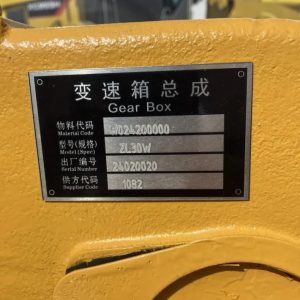 变速箱总成
Gear Box
物料代码
Material Code
W024200000
型号(规格)
Model(Spec)
ZL30W
出厂编号
Serial Number
24020020
供方代码
Supplier Code
1092